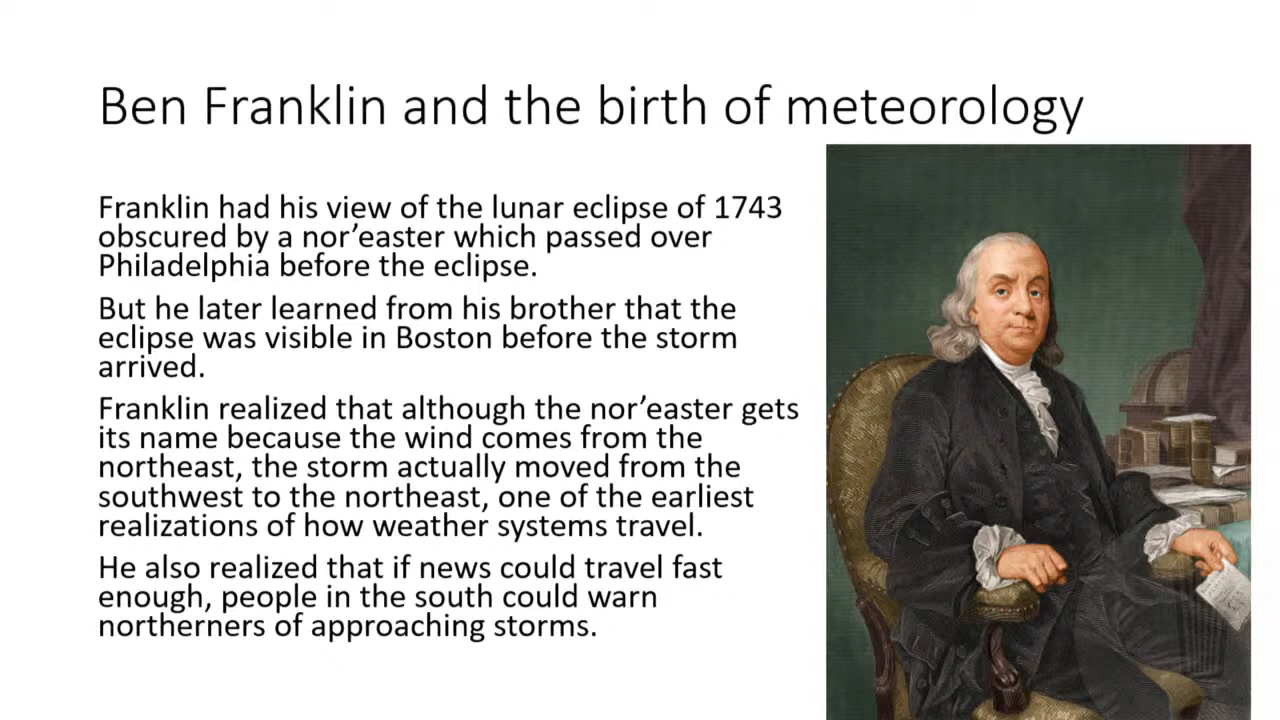 Ben Franklin and the birth of meteorology
Franklin had his view of the lunar eclipse of 1743
obscured by a nor’easter which passed over
Philadelphia before the eclipse.
But he later learned from his brother that the
eclipse was visible in Boston before the storm
arrived.
Franklin realized that although the nor’easter gets
its name because the wind comes from the
northeast, the storm actually moved from the
southwest to the northeast, one of the earliest
realizations of how weather systems travel.
He also realized that if news could travel fast
enough, people in the south could warn
northerners of approaching storms.